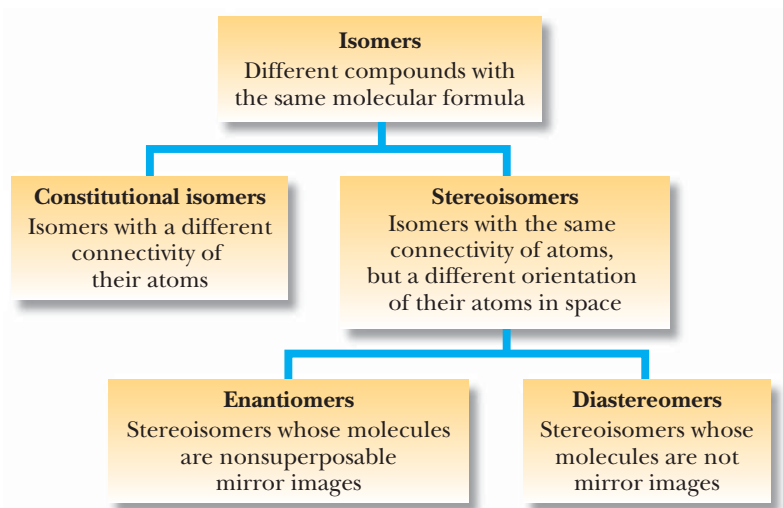 Isomers
Different compounds with
the same molecular formula
Constitutional isomers
Isomers with a different
connectivity of
their atoms
Stereoisomers
Isomers with the same
connectivity of atoms,
but a different orientation
of their atoms in space
Enantiomers
Stereoisomers whose molecules
are nonsuperposable
mirror images
Diastereomers
Stereoisomers whose
molecules are not
mirror images